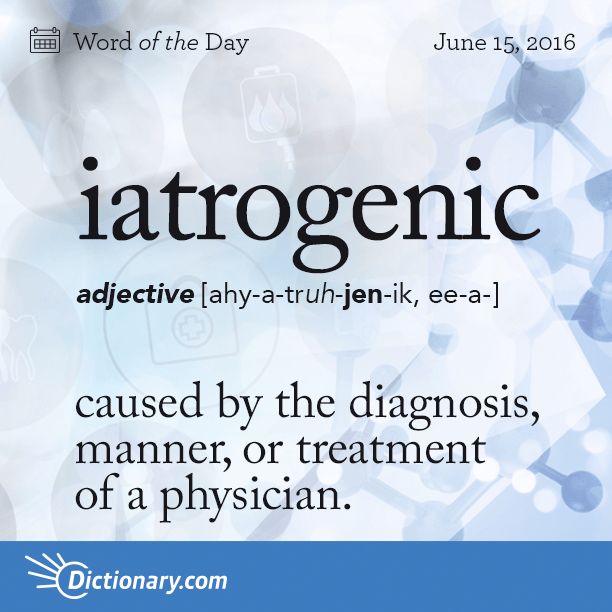 Word of the Day
June 15, 2016
iatrogenic
adjective [ahy-a-truh-jen-ik, ee-a-]
caused by the diagnosis,
manner, or treatment
of a physician.
Dictionary.com